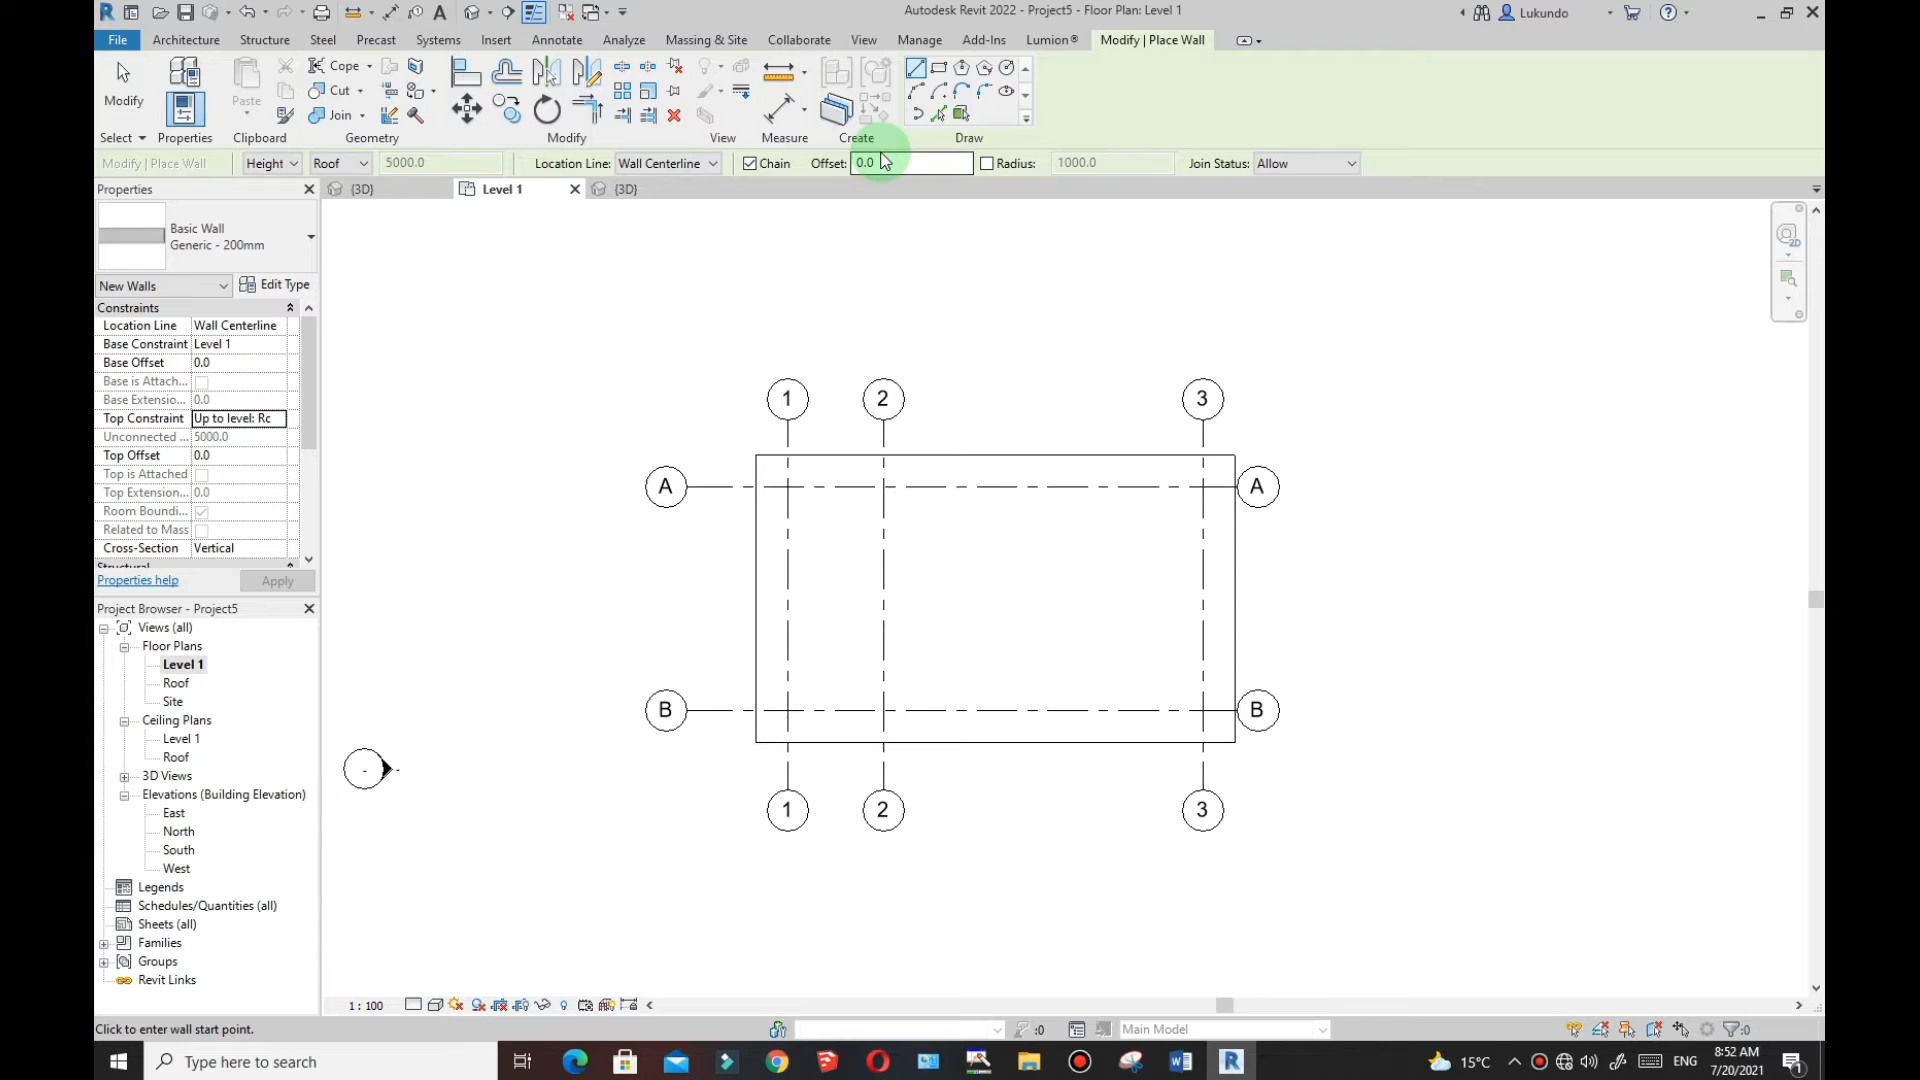 Autodesk Revit 2022 - Project5 - Floor Plan: Level 1
Lukundo
File Architecture Structure Steel Precast Systems Insert Annotate Analyze Massing & Site Collaborate View Manage Add-Ins Lumion® Modify | Place Wall
Modify
Paste
Cope
Cut
Join
Select Properties Clipboard Geometry Modify View Measure Create Draw
Modify | Place Wall Height Roof 5000.0 Location Line: Wall Centerline Chain Offset: 0.0 Radius: 1000.0 Join Status: Allow
Properties
{3D} Level 1 {3D}
Basic Wall
Generic - 200mm
New Walls Edit Type
Constraints
Location Line Wall Centerline
Base Constraint Level 1
Base Offset 0.0
Base is Attach...
Base Extensio... 0.0
Top Constraint Up to level: Rc
Unconnected ... 5000.0
Top Offset 0.0
Top is Attached
Top Extension... 0.0
Room Boundi...
Related to Mass
Cross-Section Vertical
Structural
Properties help Apply
Project Browser - Project5
Views (all)
Floor Plans
Level 1
Roof
Site
Ceiling Plans
Level 1
Roof
3D Views
Elevations (Building Elevation)
East
North
South
West
Legends
Schedules/Quantities (all)
Sheets (all)
Families
Groups
Revit Links
2D
1 2 3
A A
B B
1 2 3
1 : 100
Click to enter wall start point.
:0
Main Model
:0
Type here to search
15°C
ENG
8:52 AM
7/20/2021
1